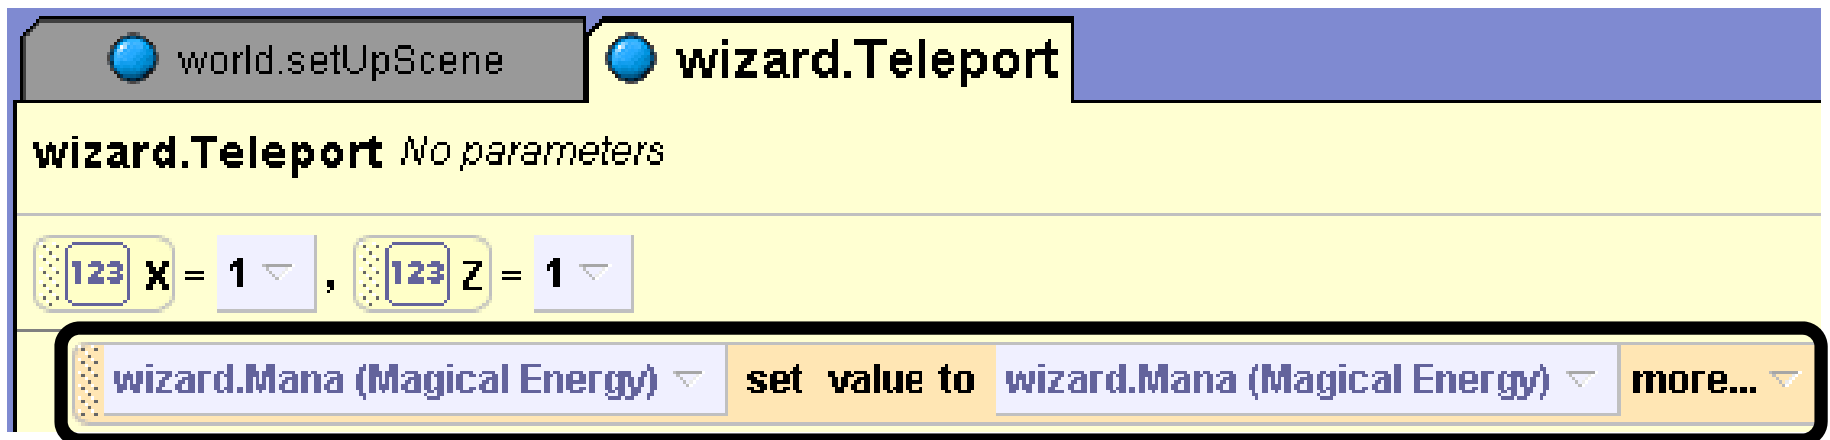 world.setUpScene wizard.Teleport
wizard.Teleport No parameters
123 X = 1 , 123 Z = 1
wizard.Mana (Magical Energy) set value to wizard.Mana (Magical Energy) more...